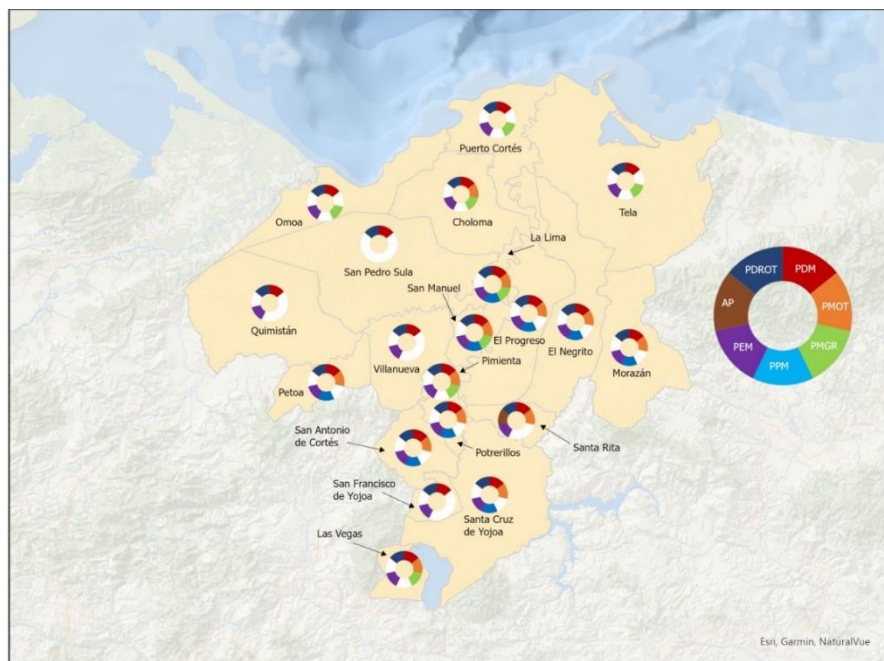 Puerto Cortés
Omoa
Choloma
Tela
La Lima
San Pedro Sula
San Manuel
Quimistán
El Progreso
El Negrito
Villanueva
Pimienta
Morazán
Petoa
San Antonio
de Cortés
Potrerillos
Santa Rita
San Francisco
de Yojoa
Santa Cruz
de Yojoa
Las Vegas
PDROT
PDM
AP
PMOT
PEM
PMGR
PPM
Esri, Garmin, NaturalVue